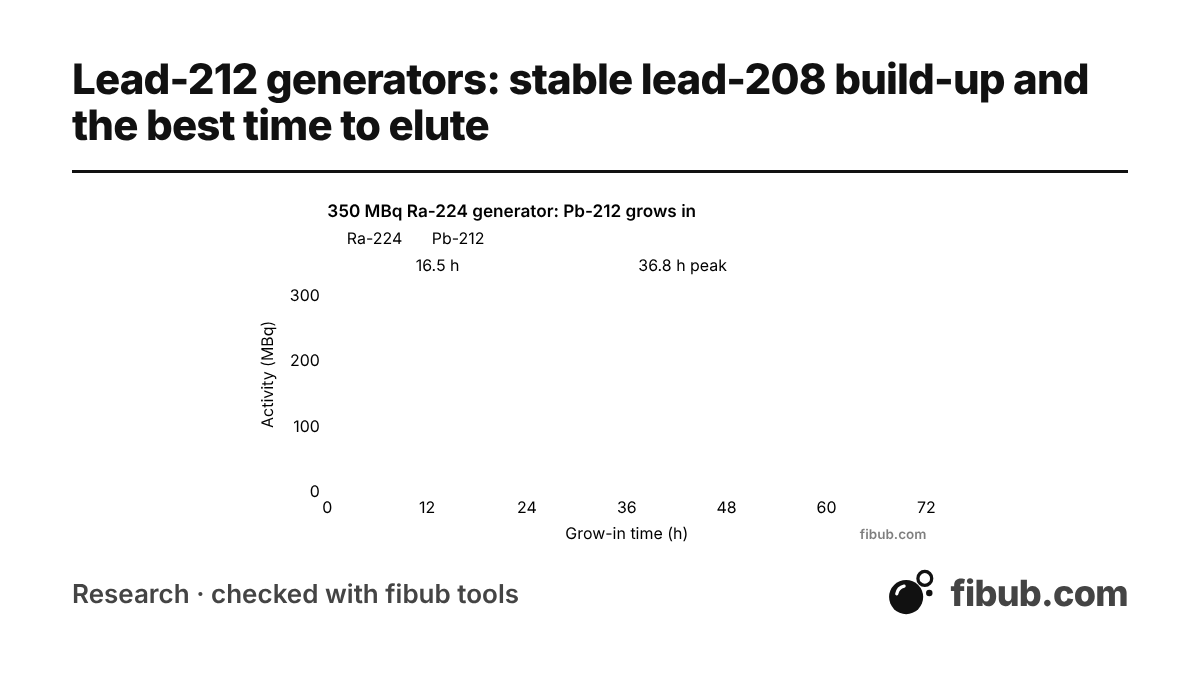 Lead-212 generators: stable lead-208 build-up and
the best time to elute
350 MBq Ra-224 generator: Pb-212 grows in
Ra-224 Pb-212
16.5 h 36.8 h peak
300
200
100
0
Activity (MBq)
0 12 24 36 48 60 72
Grow-in time (h)
fibub.com
Research · checked with fibub tools
fibub.com